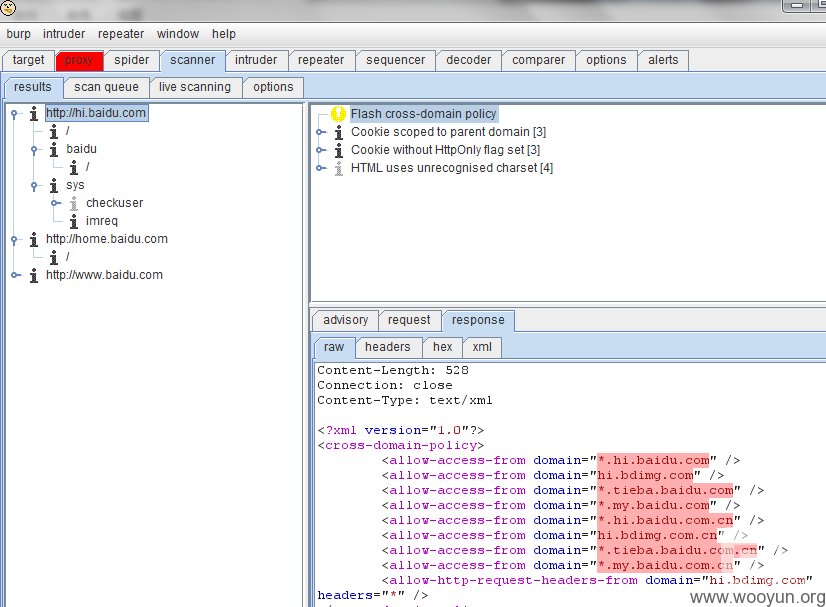 burp intruder repeater window help
target proxy spider scanner intruder repeater sequencer decoder comparer options alerts
results scan queue live scanning options
http://hi.baidu.com
/
baidu
/
sys
checkuser
imreq
http://home.baidu.com
/
http://www.baidu.com
Flash cross-domain policy
Cookie scoped to parent domain [3]
Cookie without HttpOnly flag set [3]
HTML uses unrecognised charset [4]
advisory request response
raw headers hex xml
Content-Length: 528
Connection: close
Content-Type: text/xml
<?xml version="1.0"?>
<cross-domain-policy>
<allow-access-from domain="*.hi.baidu.com" />
<allow-access-from domain="hi.bdimg.com" />
<allow-access-from domain="*.tieba.baidu.com" />
<allow-access-from domain="*.my.baidu.com" />
<allow-access-from domain="*.hi.baidu.com.cn" />
<allow-access-from domain="hi.bdimg.com.cn" />
<allow-access-from domain="*.tieba.baidu.com.cn" />
<allow-access-from domain="*.my.baidu.com.cn" />
<allow-http-request-headers-from domain="hi.bdimg.com"
headers="*" />
www.wooyun.org